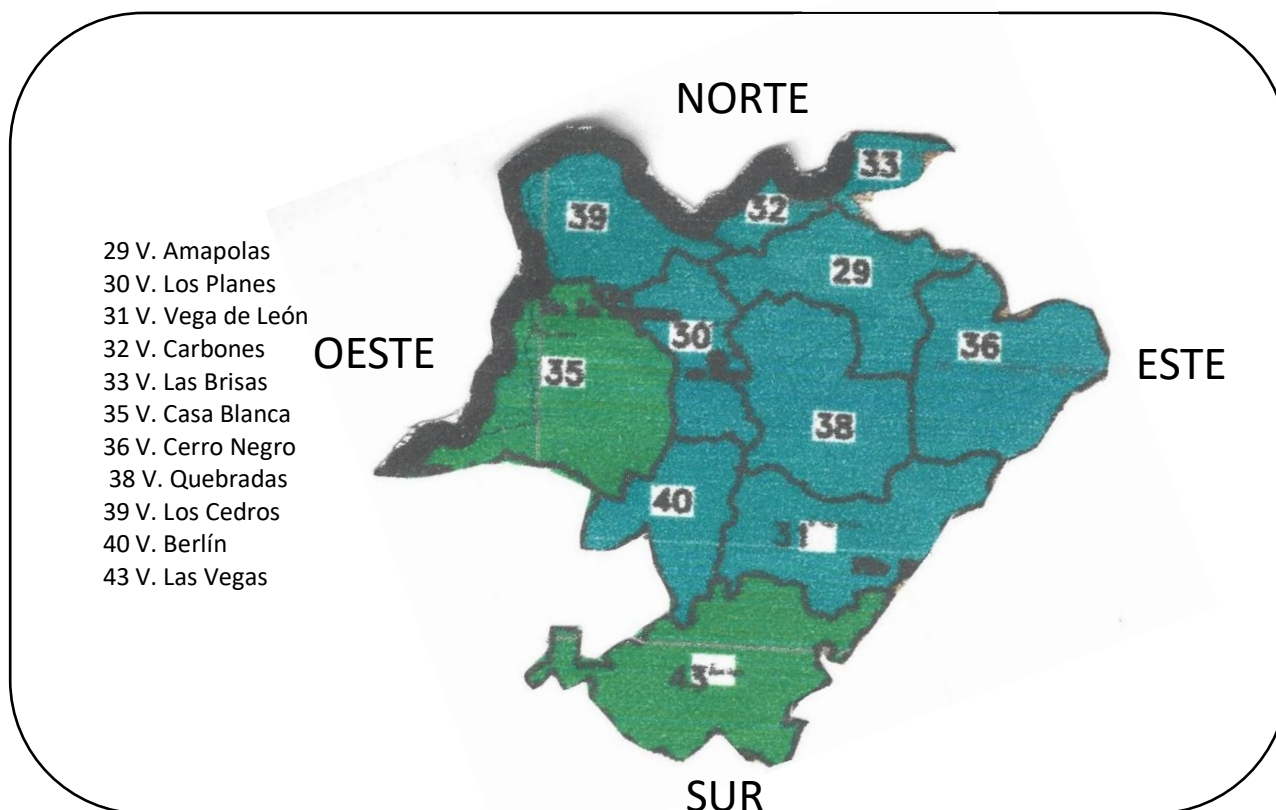 NORTE
33
32
39
29 V. Amapolas
30 V. Los Planes
31 V. Vega de León
32 V. Carbones
33 V. Las Brisas
35 V. Casa Blanca
36 V. Cerro Negro
38 V. Quebradas
39 V. Los Cedros
40 V. Berlín
43 V. Las Vegas
OESTE
ESTE
29
30
36
35
38
40
31
43
SUR